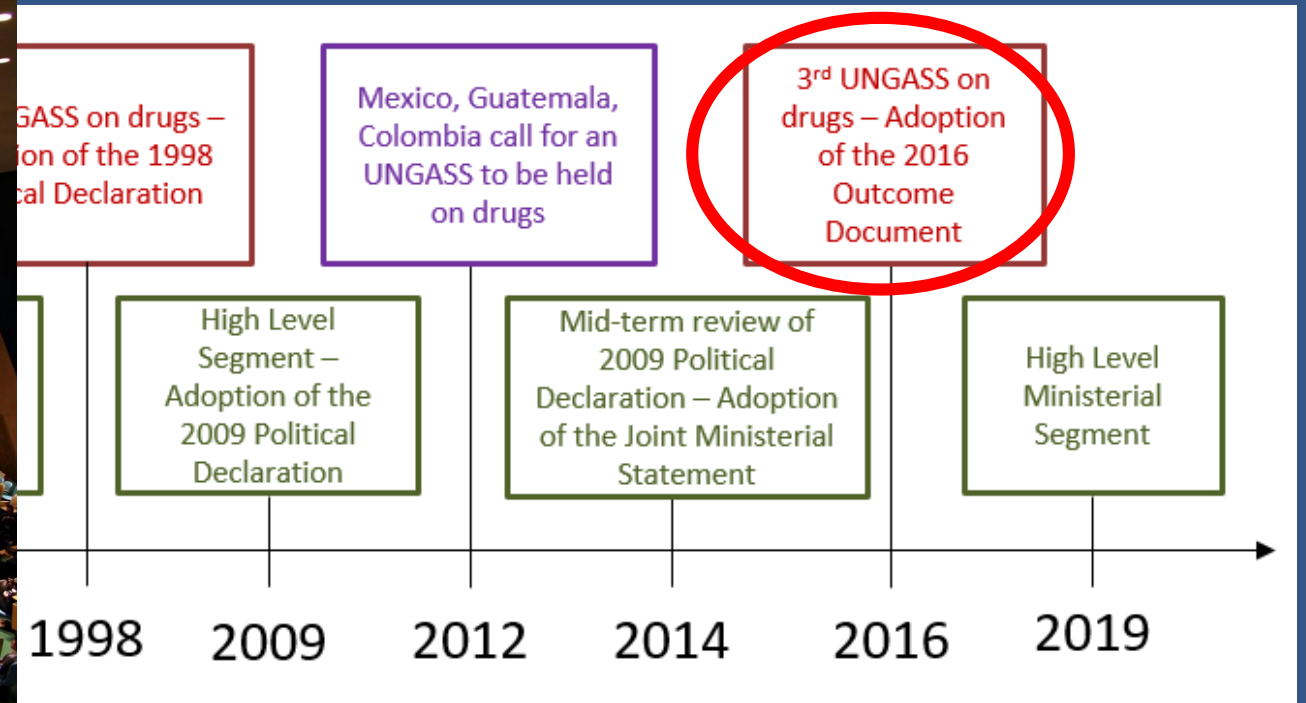 on drugs –
of the 1998
Declaration
Mexico, Guatemala,
Colombia call for an
UNGASS to be held
on drugs
3rd UNGASS on
drugs – Adoption
of the 2016
Outcome
Document
High Level
Segment –
Adoption of the
2009 Political
Declaration
Mid-term review of
2009 Political
Declaration – Adoption
of the Joint Ministerial
Statement
High Level
Ministerial
Segment
1998 2009 2012 2014 2016 2019